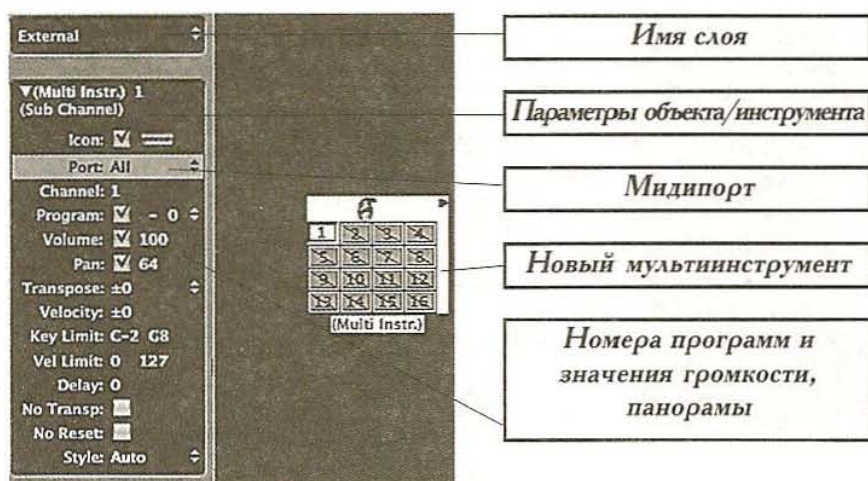 External
Имя слоя
▼(Multi Instr.) 1
(Sub Channel)
Параметры объекта/инструмента
Icon:
Port: All
Мидипорт
Channel: 1
Program: - 0
Volume: 100
Pan: 64
Transpose: ±0
Velocity: ±0
Key Limit: C-2 G8
Vel Limit: 0 127
Delay: 0
No Transp:
No Reset:
Style: Auto
1 2 3 4
5 6 7 8
9 10 11 12
13 14 15 16
(Multi Instr.)
Новый мультиинструмент
Номера программ и
значения громкости,
панорамы